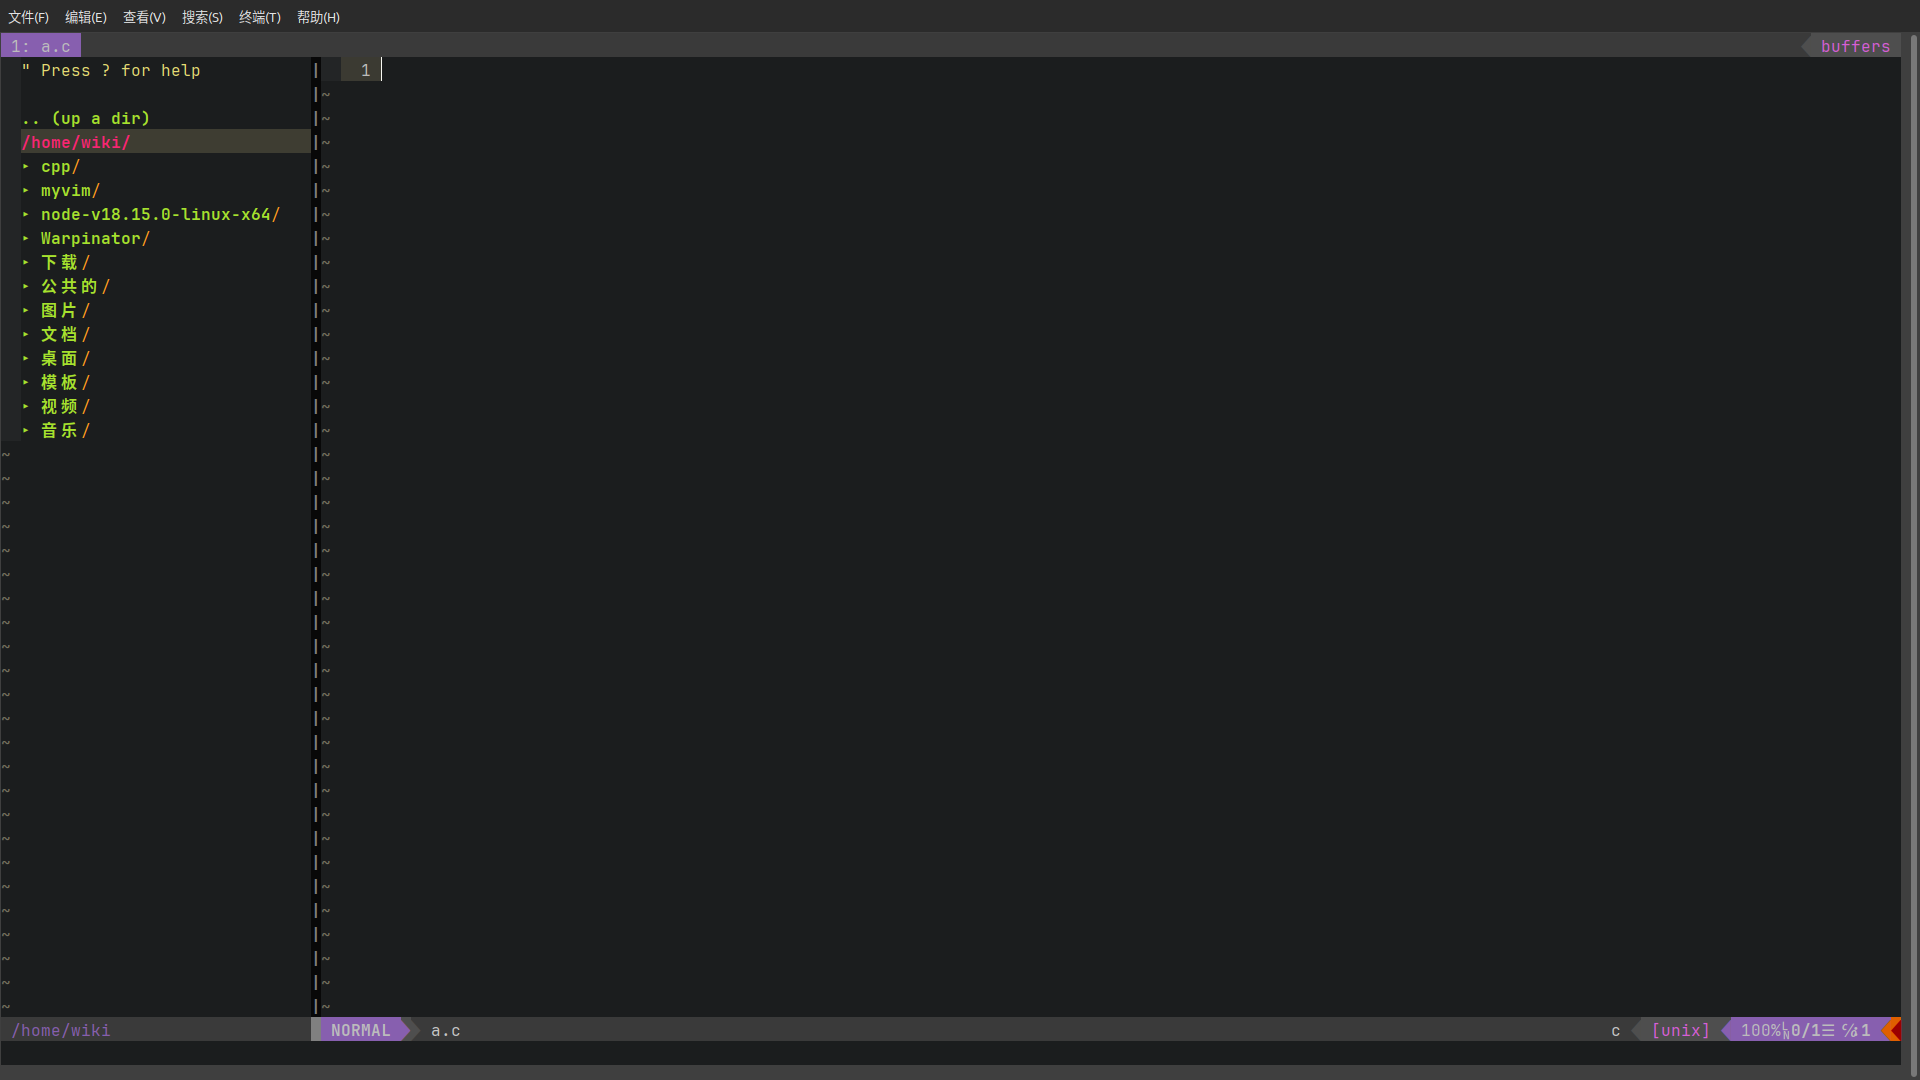 文件(F) 编辑(E) 查看(V) 搜索(S) 终端(T) 帮助(H)
1: a.c buffers
" Press ? for help
1
.. (up a dir)
/home/wiki/
▸ cpp/
▸ myvim/
▸ node-v18.15.0-linux-x64/
▸ Warpinator/
▸ 下载/
▸ 公共的/
▸ 图片/
▸ 文档/
▸ 桌面/
▸ 模板/
▸ 视频/
▸ 音乐/
/home/wiki NORMAL a.c c [unix] 100%␊0/1☰ ℅1